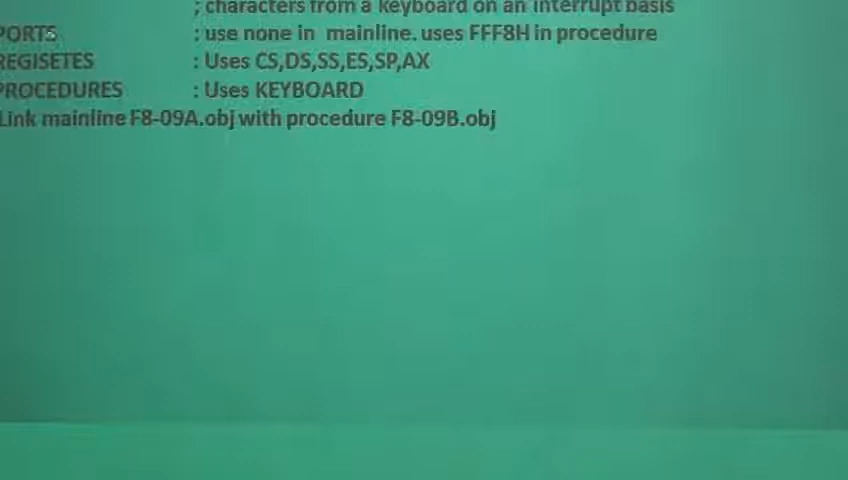 ; characters from a keyboard on an interrupt basis
PORTS : use none in mainline. uses FFF8H in procedure
REGISETES : Uses CS,DS,SS,ES,SP,AX
PROCEDURES : Uses KEYBOARD
Link mainline F8-09A.obj with procedure F8-09B.obj